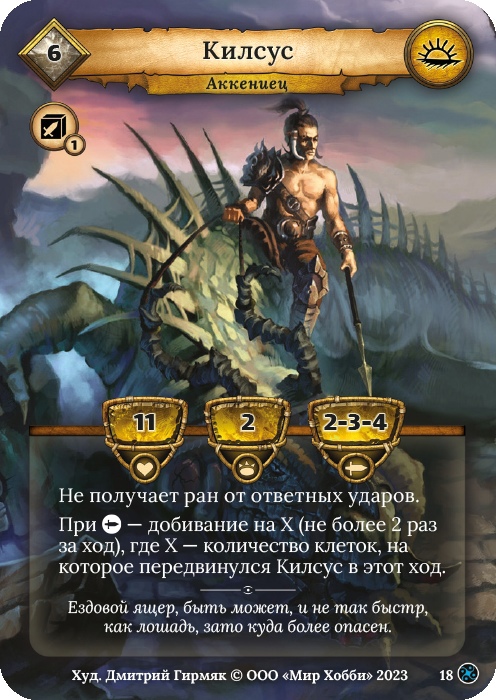 6
Килсус
Аккениец
1
11
2
2-3-4
Не получает ран от ответных ударов.
При — добивание на X (не более 2 раз
за ход), где X — количество клеток, на
которое передвинулся Килсус в этот ход.
Ездовой ящер, быть может, и не так быстр,
как лошадь, зато куда более опасен.
Худ. Дмитрий Гирмяк © ООО «Мир Хобби» 2023
18